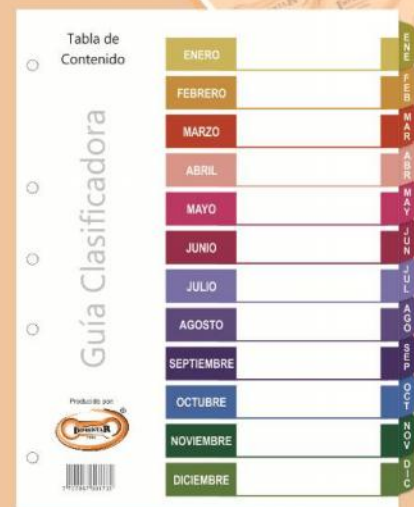 Tabla de
Contenido
Guía Clasificadora
ENERO
ENE
FEBRERO
FEB
MARZO
MAR
ABRIL
ABR
MAYO
MAY
JUNIO
JUN
JULIO
JUL
AGOSTO
AGO
SEPTIEMBRE
SEP
OCTUBRE
OCT
NOVIEMBRE
NOV
DICIEMBRE
DIC
Producido por: